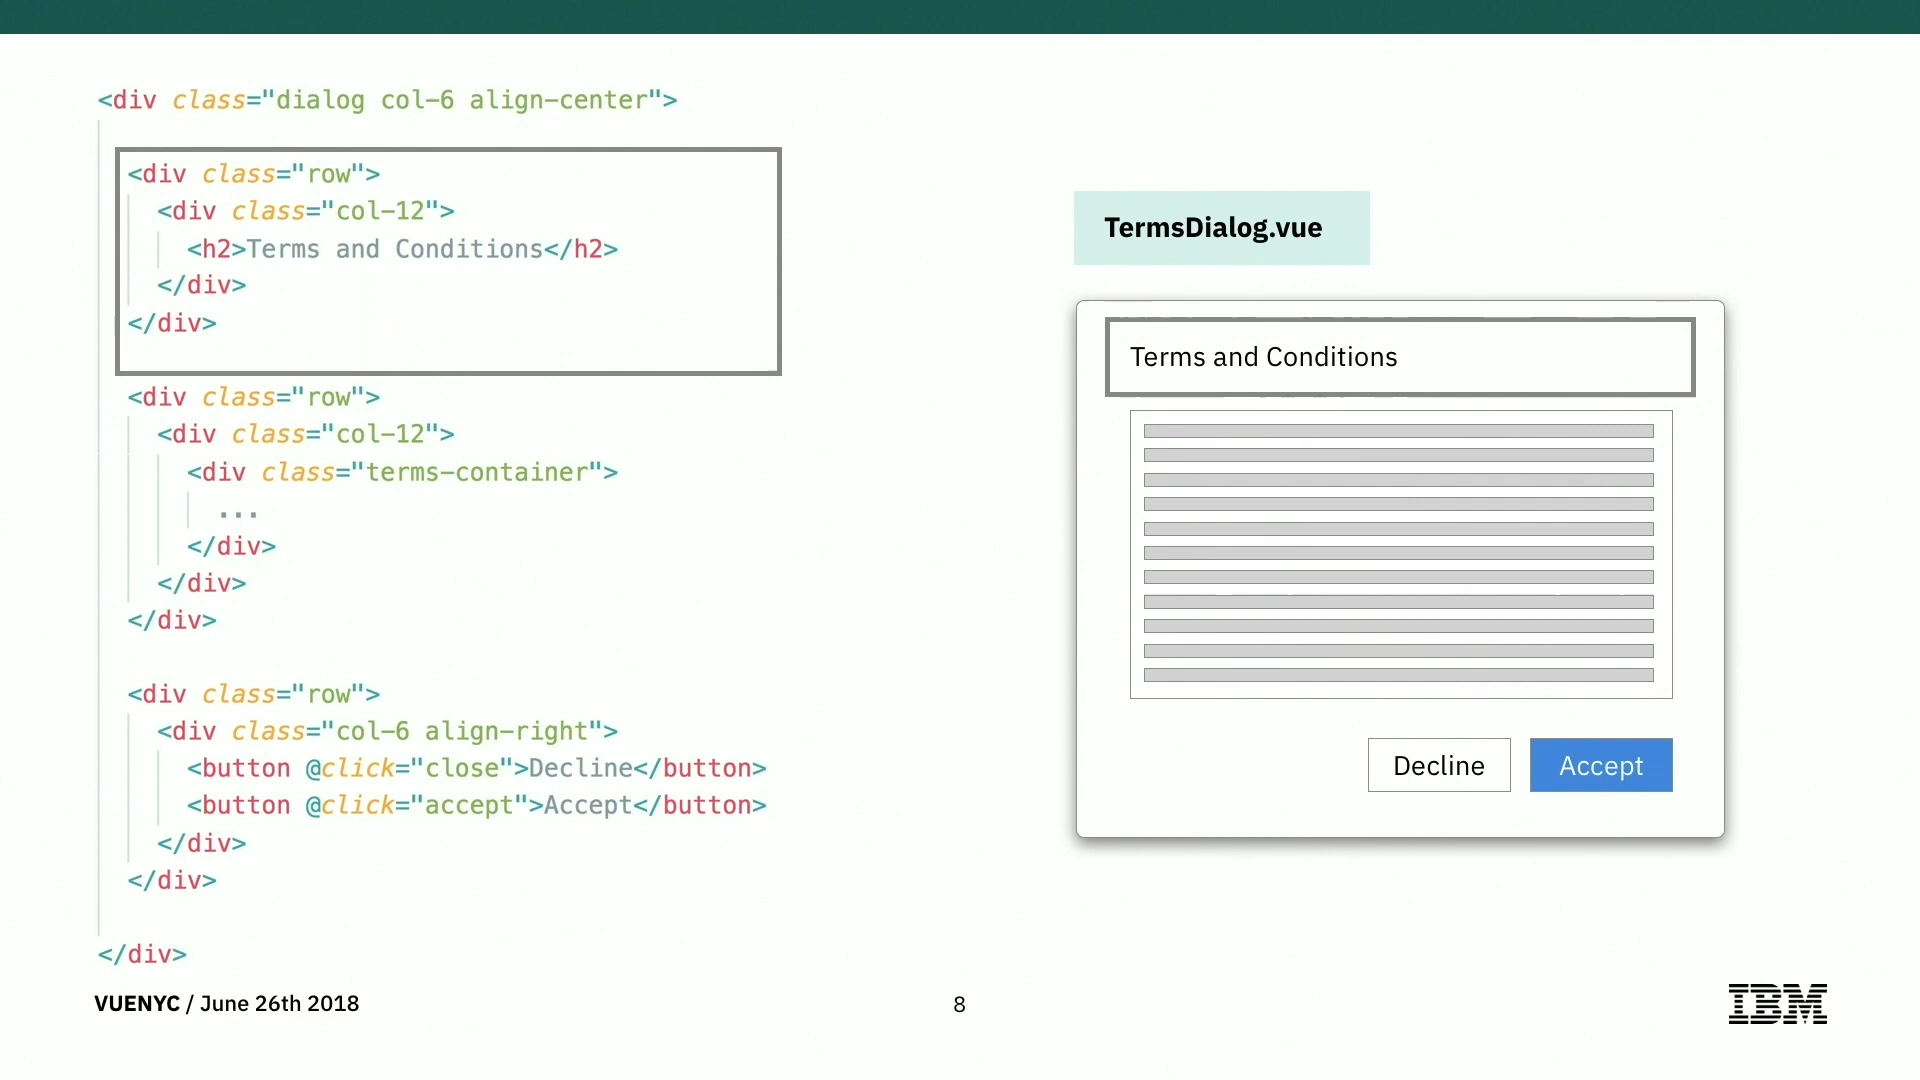 <div class="dialog col-6 align-center">
<div class="row">
<div class="col-12">
<h2>Terms and Conditions</h2>
</div>
</div>
<div class="row">
<div class="col-12">
<div class="terms-container">
...
</div>
</div>
</div>
<div class="row">
<div class="col-6 align-right">
<button @click="close">Decline</button>
<button @click="accept">Accept</button>
</div>
</div>
</div>
TermsDialog.vue
Terms and Conditions
Decline
Accept
VUENYC / June 26th 2018
8
IBM